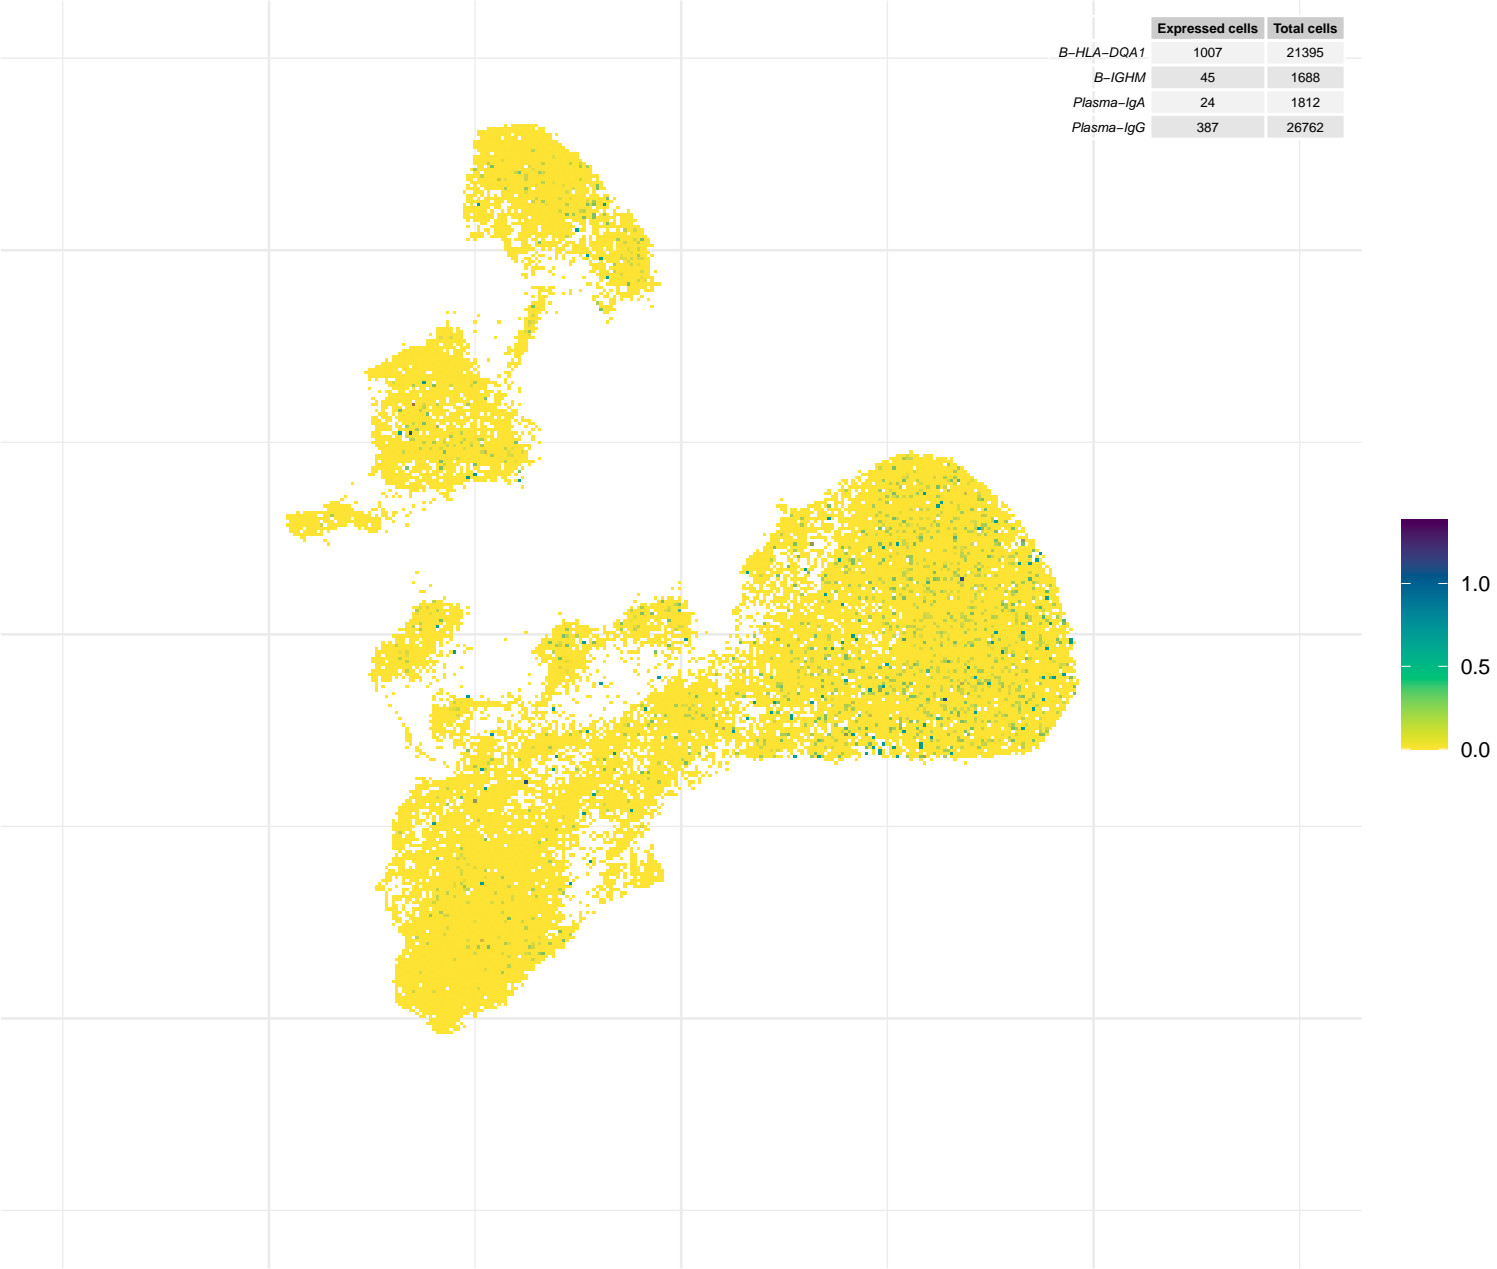 Expressed cells Total cells
B−HLA−DQA1 1007 21395
B−IGHM 45 1688
Plasma−IgA 24 1812
Plasma−IgG 387 26762
1.0
0.5
0.0